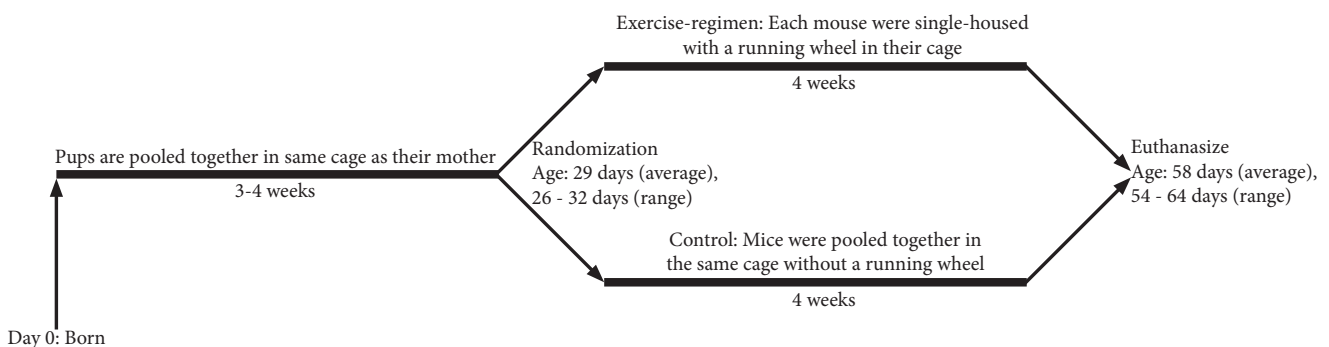 Exercise-regimen: Each mouse were single-housed
with a running wheel in their cage
4 weeks
Pups are pooled together in same cage as their mother
3-4 weeks
Randomization
Age: 29 days (average),
26 - 32 days (range)
Euthanasize
Age: 58 days (average),
54 - 64 days (range)
Control: Mice were pooled together in
the same cage without a running wheel
4 weeks
Day 0: Born